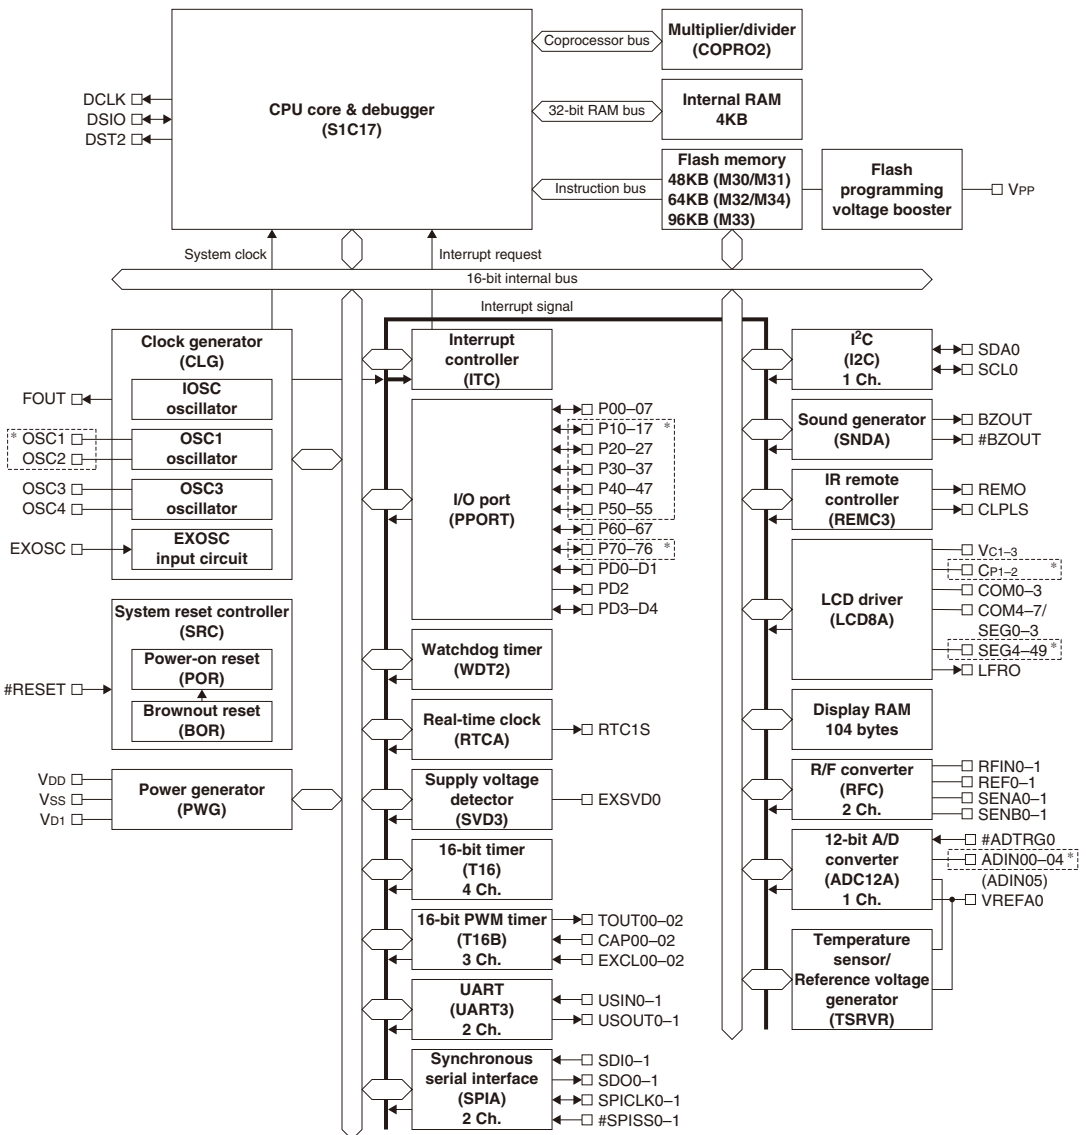 Coprocessor bus
Multiplier/divider
(COPRO2)
CPU core & debugger
(S1C17)
DCLK
DSIO
DST2
32-bit RAM bus
Internal RAM
4KB
Instruction bus
Flash memory
48KB (M30/M31)
64KB (M32/M34)
96KB (M33)
Flash
programming
voltage booster
VPP
System clock
Interrupt request
16-bit internal bus
Interrupt signal
Clock generator
(CLG)
IOSC
oscillator
FOUT
* OSC1
OSC2
OSC1
oscillator
OSC3
OSC4
OSC3
oscillator
EXOSC
EXOSC
input circuit
System reset controller
(SRC)
Power-on reset
(POR)
#RESET
Brownout reset
(BOR)
VDD
VSS
VD1
Power generator
(PWG)
Interrupt
controller
(ITC)
I/O port
(PPORT)
P00–07
P10–17 *
P20–27
P30–37
P40–47
P50–55
P60–67
P70–76 *
PD0–D1
PD2
PD3–D4
Watchdog timer
(WDT2)
Real-time clock
(RTCA)
RTC1S
Supply voltage
detector
(SVD3)
EXSVD0
16-bit timer
(T16)
4 Ch.
16-bit PWM timer
(T16B)
3 Ch.
TOUT00–02
CAP00–02
EXCL00–02
UART
(UART3)
2 Ch.
USIN0–1
USOUT0–1
Synchronous
serial interface
(SPIA)
2 Ch.
SDI0–1
SDO0–1
SPICLK0–1
#SPISS0–1
I2C
(I2C)
1 Ch.
SDA0
SCL0
Sound generator
(SNDA)
BZOUT
#BZOUT
IR remote
controller
(REMC3)
REMO
CLPLS
LCD driver
(LCD8A)
VC1–3
CP1–2 *
COM0–3
COM4–7/
SEG0–3
SEG4–49 *
LFRO
Display RAM
104 bytes
R/F converter
(RFC)
2 Ch.
RFIN0–1
REF0–1
SENA0–1
SENB0–1
12-bit A/D
converter
(ADC12A)
1 Ch.
#ADTRG0
ADIN00–04 *
(ADIN05)
VREFA0
Temperature
sensor/
Reference voltage
generator
(TSRVR)